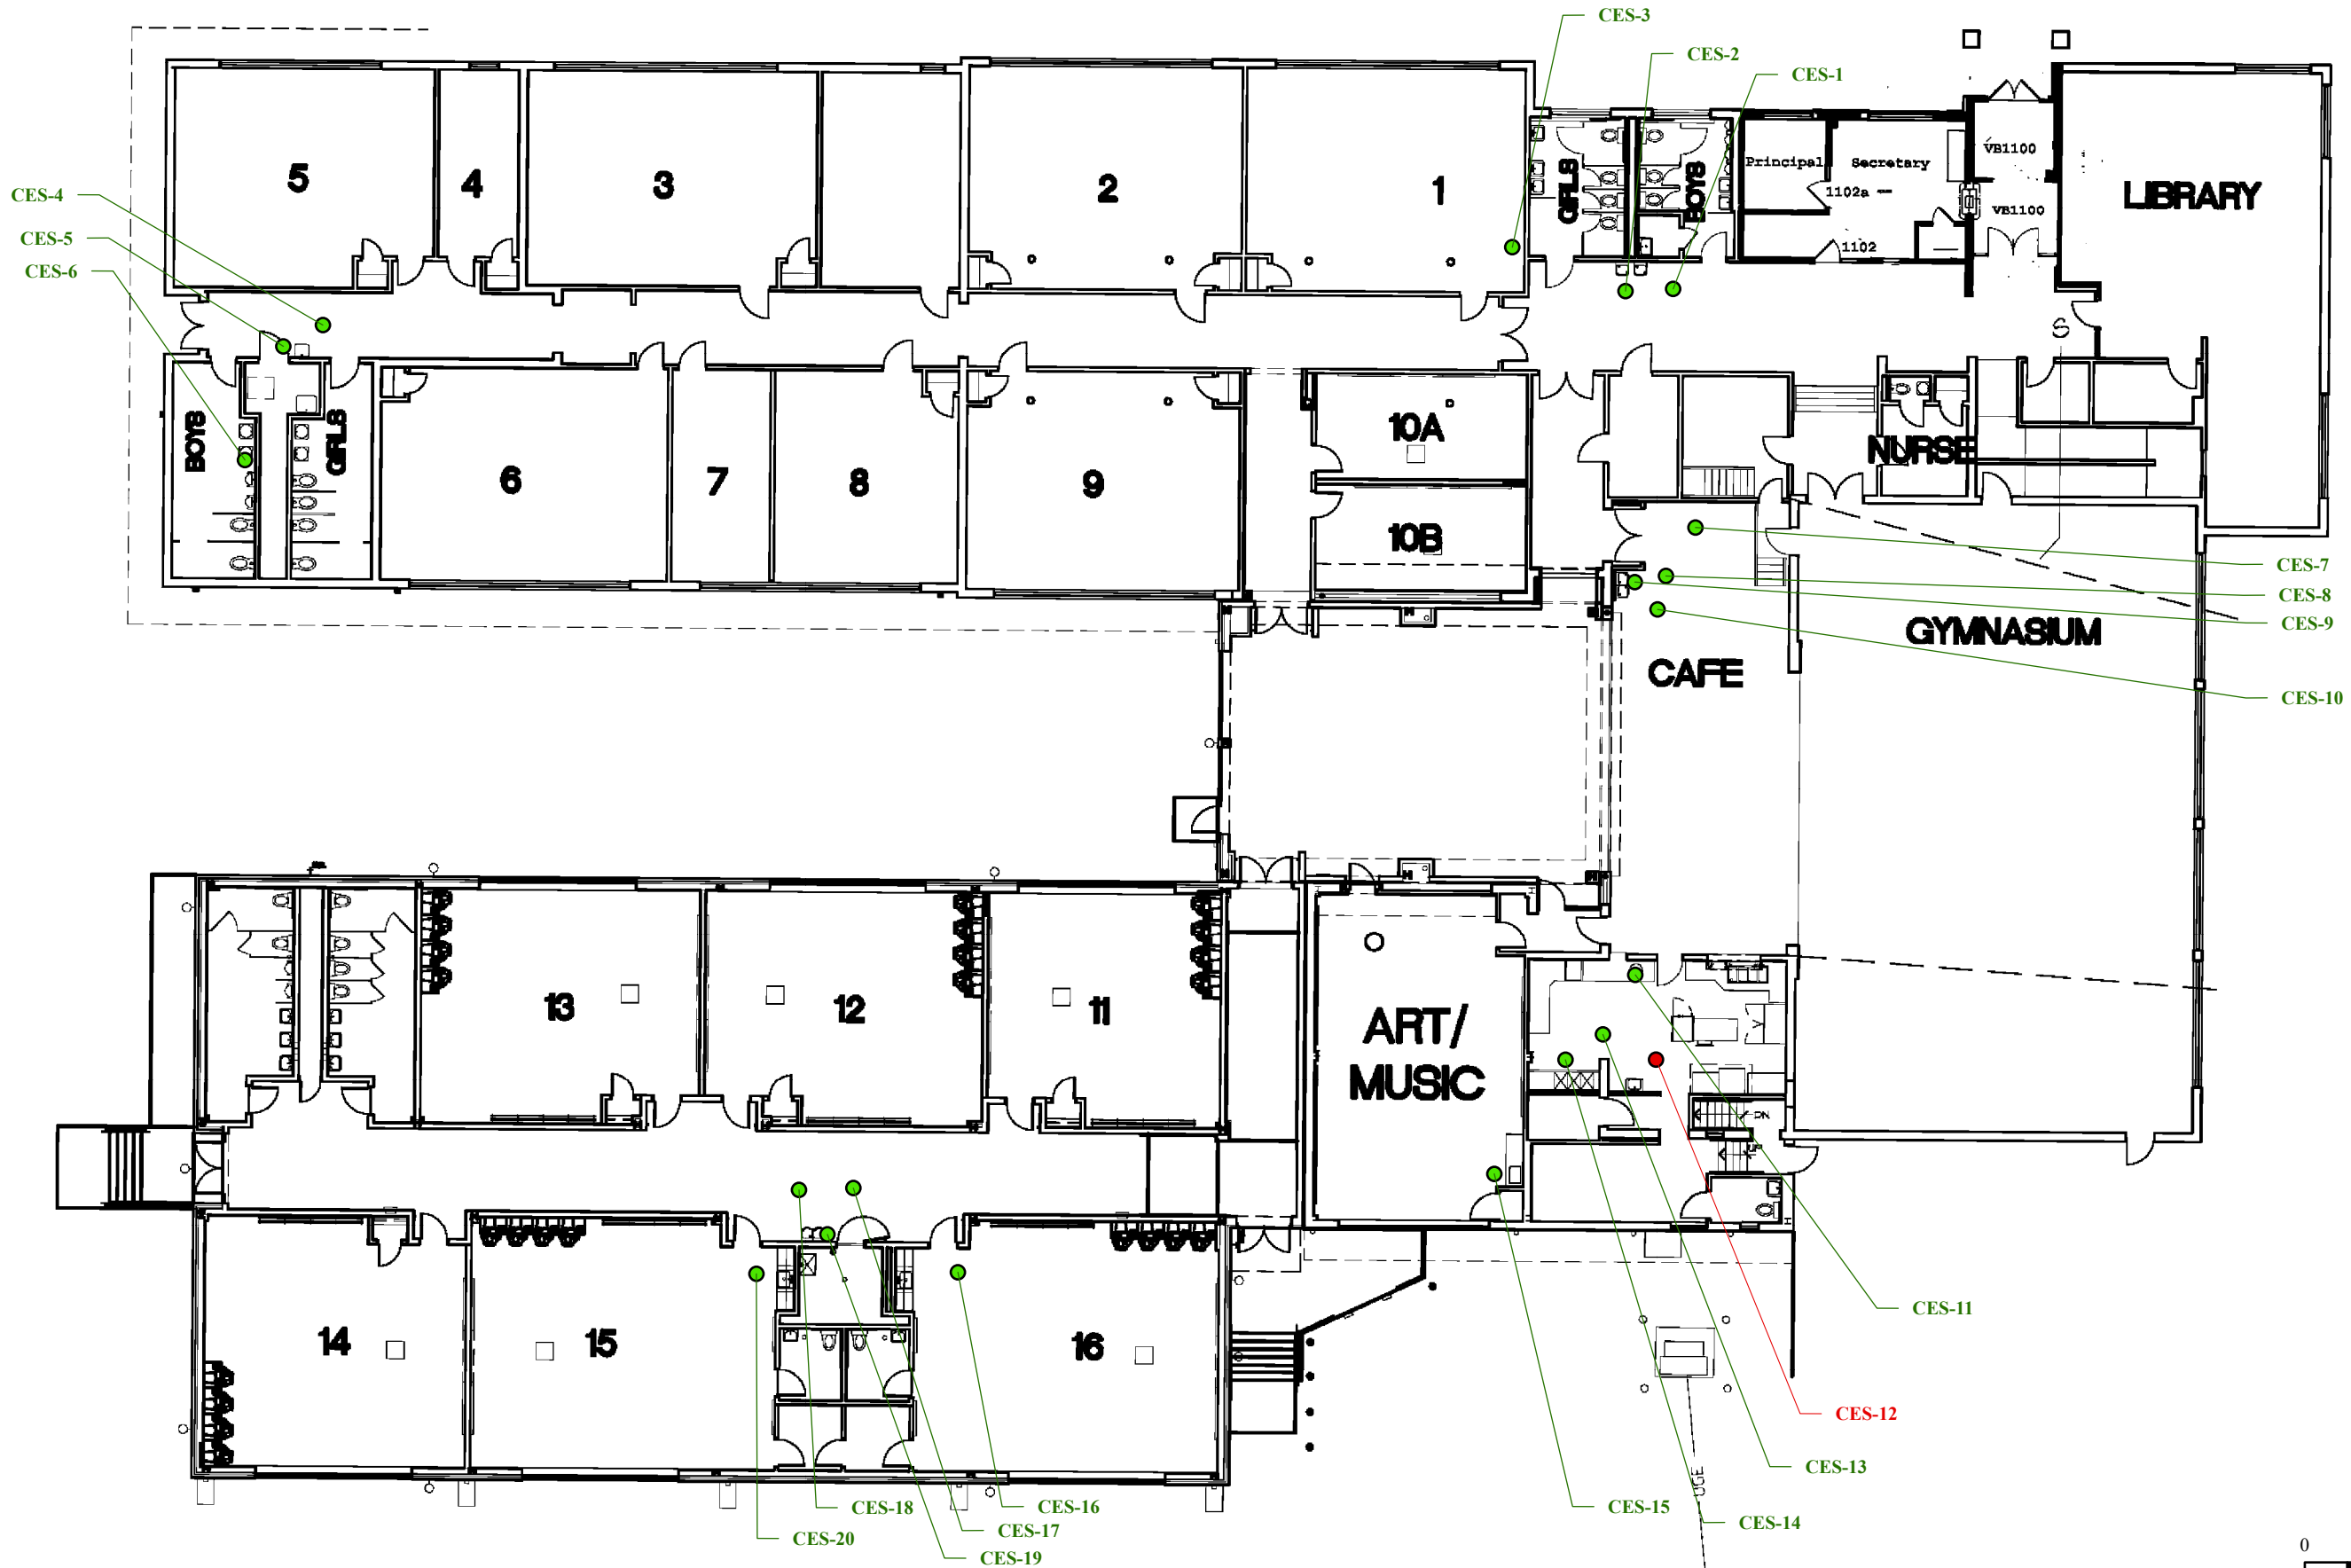 CES-3
CES-2
CES-1
5
4
3
2
1
GIRLS
BOYS
Principal
Secretary
1102a
1102
VB1100
VB1100
LIBRARY
CES-4
CES-5
CES-6
S
BOYS
GIRLS
6
7
8
9
10A
10B
NURSE
CES-7
CES-8
CES-9
CES-10
GYMNASIUM
CAFE
13
12
11
ART/
MUSIC
DN
14
15
16
CES-11
CES-12
CES-13
CES-14
CES-15
CES-16
CES-17
CES-18
CES-19
CES-20
UGE
0